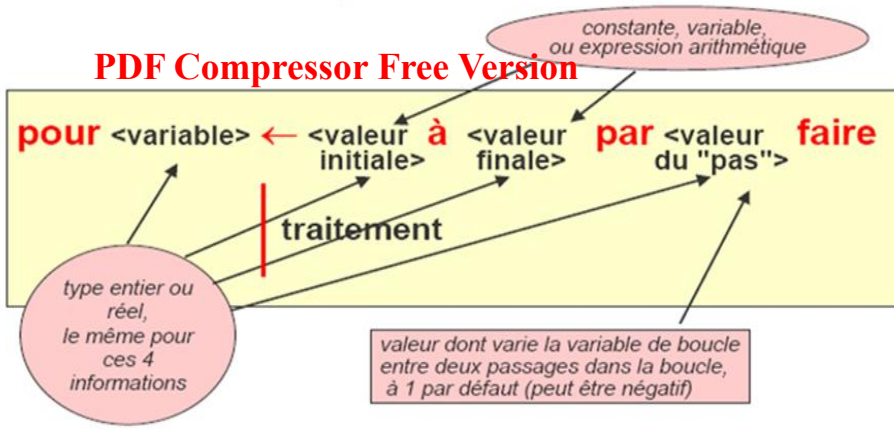 constante, variable,
ou expression arithmétique
PDF Compressor Free Version
pour <variable> ← <valeur initiale> à <valeur finale> par <valeur du "pas"> faire
traitement
type entier ou
réel,
le même pour
ces 4
informations
valeur dont varie la variable de boucle
entre deux passages dans la boucle,
à 1 par défaut (peut être négatif)